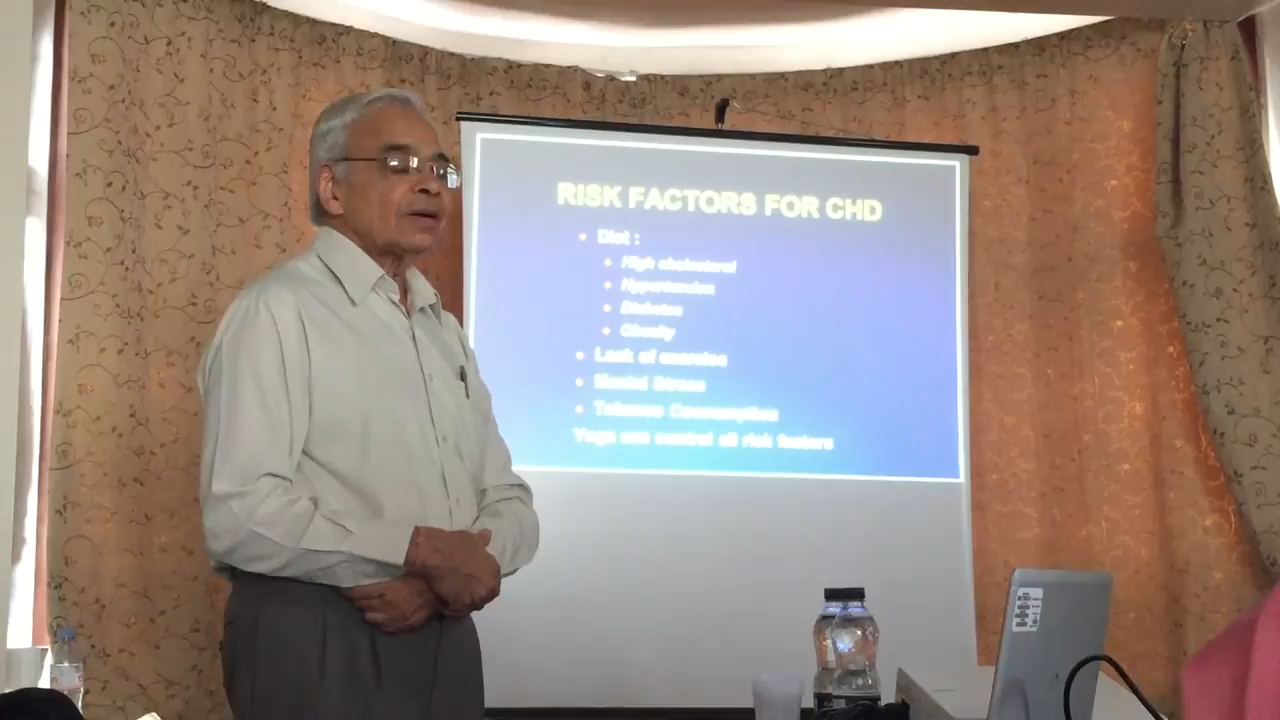 RISK FACTORS FOR CHD
• Diet :
• High cholesterol
• Hypertension
• Diabetes
• Obesity
• Lack of exercise
• Mental Stress
• Tobacco Consumption
Yoga can control all risk factors